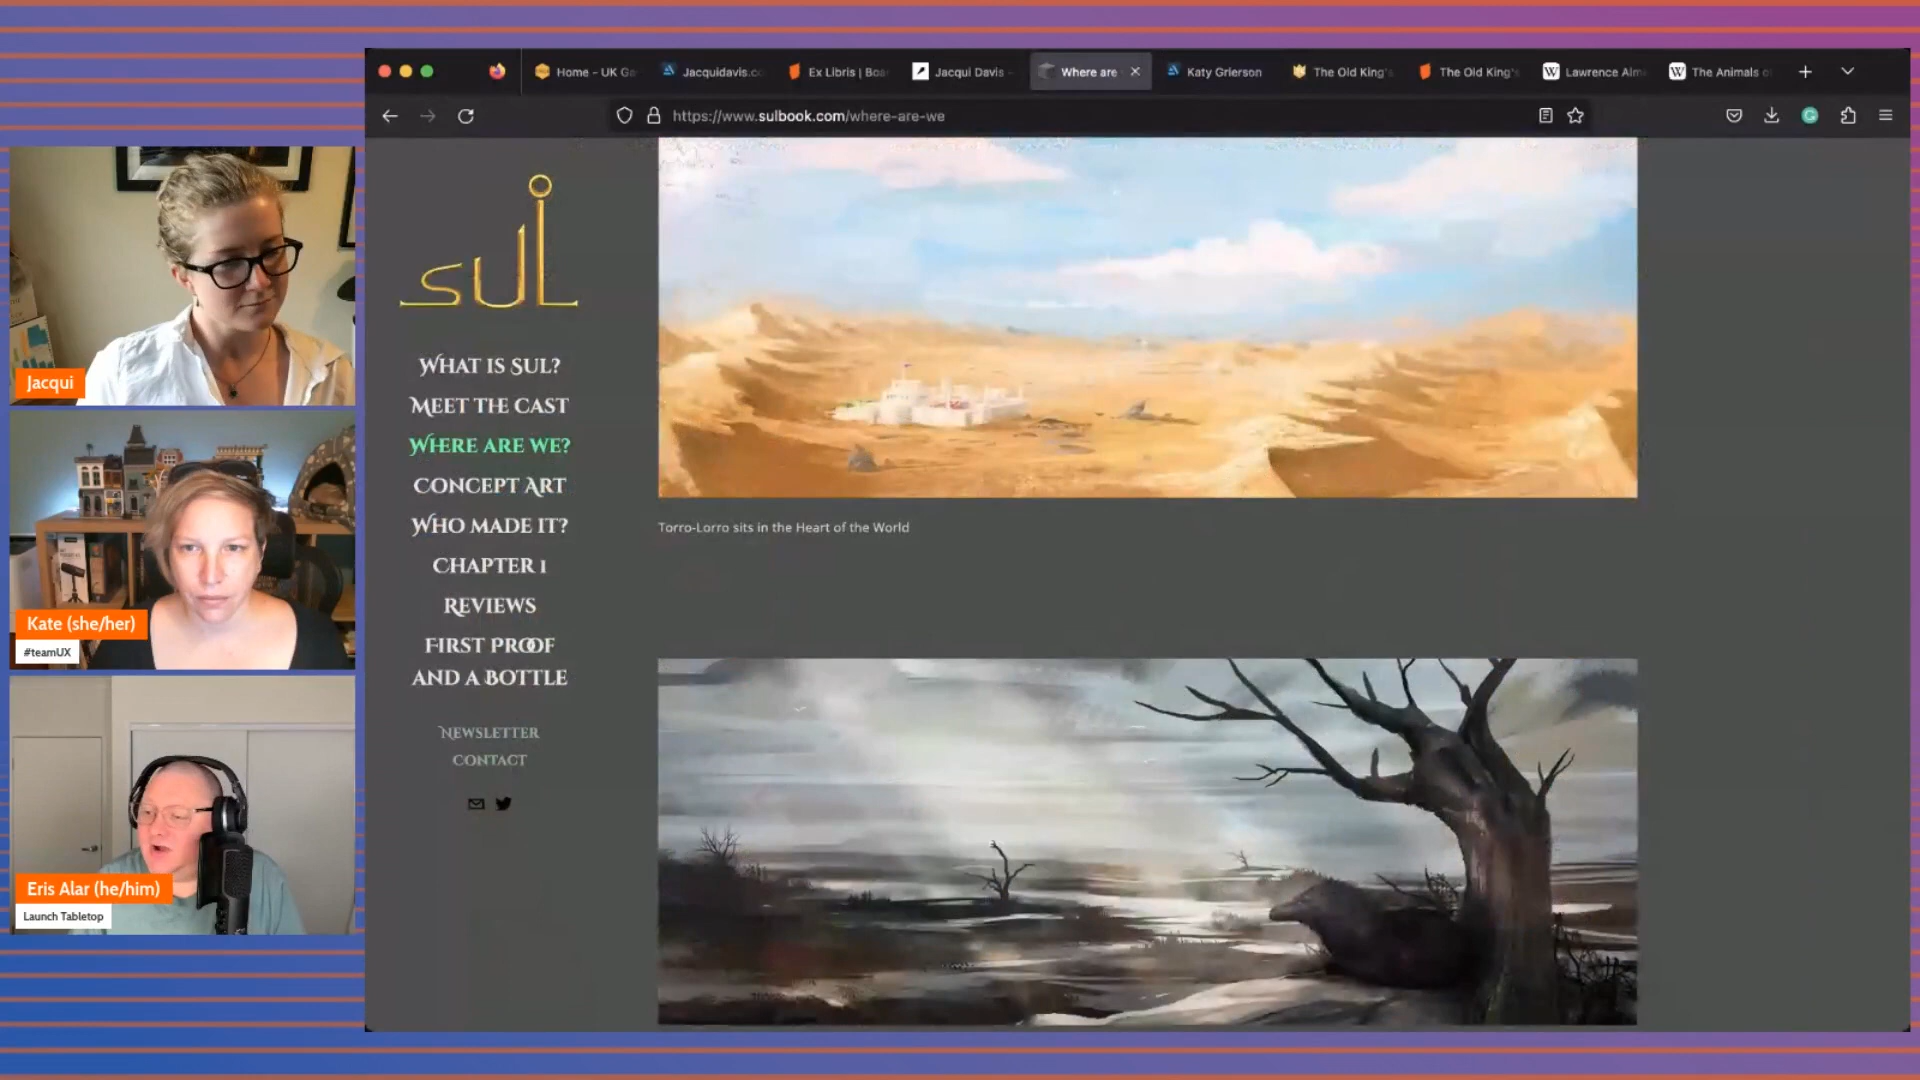 Home – UK Ga
Jacquidavis.co
Ex Libris | Boa
Jacqui Davis –
Where are
Katy Grierson
The Old King's
The Old King's
W Lawrence Alm
W The Animals o
https://www.sulbook.com/where-are-we
SUL
What is Sul?
Meet the cast
Where are we?
Concept Art
Who made it?
Chapter 1
Reviews
First Proof
and a Bottle
Newsletter
Contact
Torro-Lorro sits in the Heart of the World
Jacqui
Kate (she/her)
#teamUX
Eris Alar (he/him)
Launch Tabletop